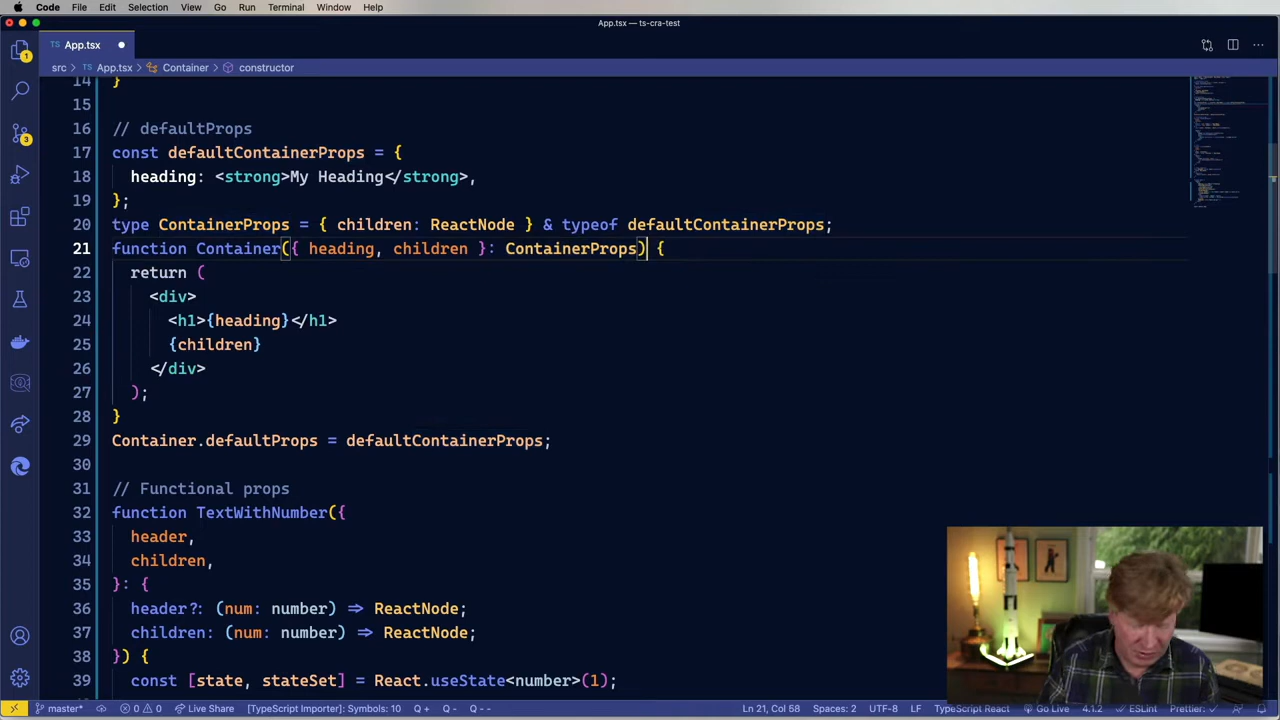 Code File Edit Selection View Go Run Terminal Window Help
App.tsx — ts-cra-test
TS App.tsx
src > TS App.tsx > Container > constructor
14 }
15
16 // defaultProps
17 const defaultContainerProps = {
18 heading: <strong>My Heading</strong>,
19 };
20 type ContainerProps = { children: ReactNode } & typeof defaultContainerProps;
21 function Container({ heading, children }: ContainerProps) {
22 return (
23 <div>
24 <h1>{heading}</h1>
25 {children}
26 </div>
27 );
28 }
29 Container.defaultProps = defaultContainerProps;
30
31 // Functional props
32 function TextWithNumber({
33 header,
34 children,
35 }: {
36 header?: (num: number) => ReactNode;
37 children: (num: number) => ReactNode;
38 }) {
39 const [state, stateSet] = React.useState<number>(1);
1
3
master* 0 0 Live Share [TypeScript Importer]: Symbols: 10 Q + Q - Q - - Ln 21, Col 58 Spaces: 2 UTF-8 LF TypeScript React Go Live 4.1.2 ESLint Prettier: